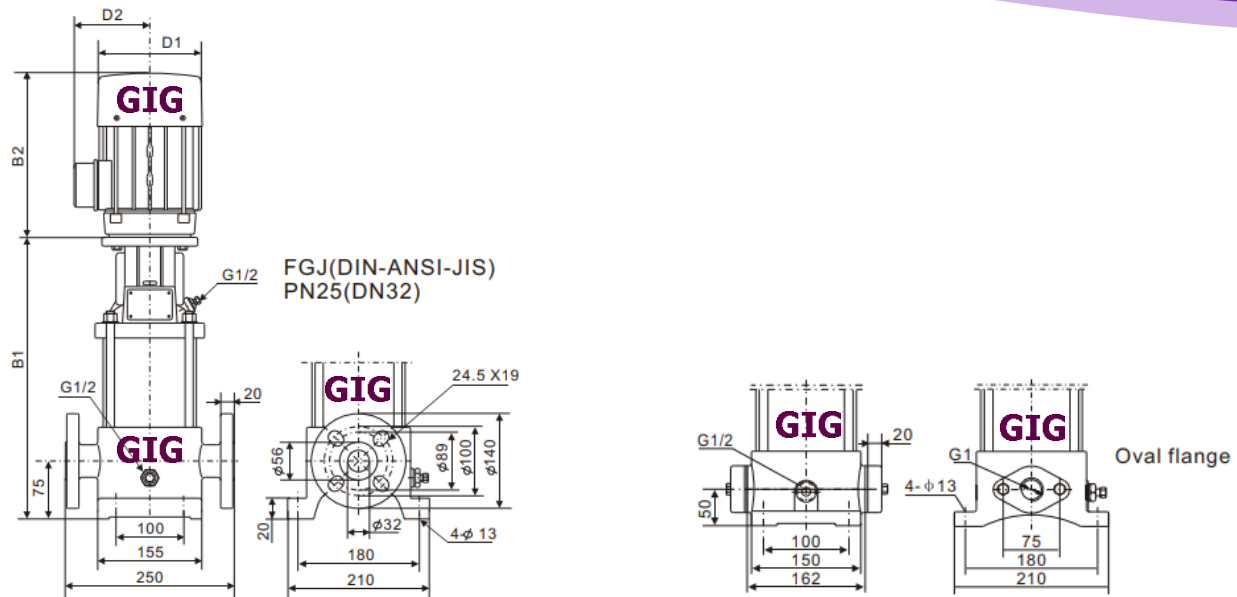 D2
D1
GIG
B2
G1/2
FGJ(DIN-ANSI-JIS)
PN25(DN32)
B1
G1/2
20
GIG
75
100
155
250
GIG
24.5 X19
ϕ56
ϕ89
ϕ100
ϕ140
20
ϕ32
4-ϕ 13
180
210
GIG
G1/2
20
50
100
150
162
GIG
G1
Oval flange
4-ϕ13
75
180
210